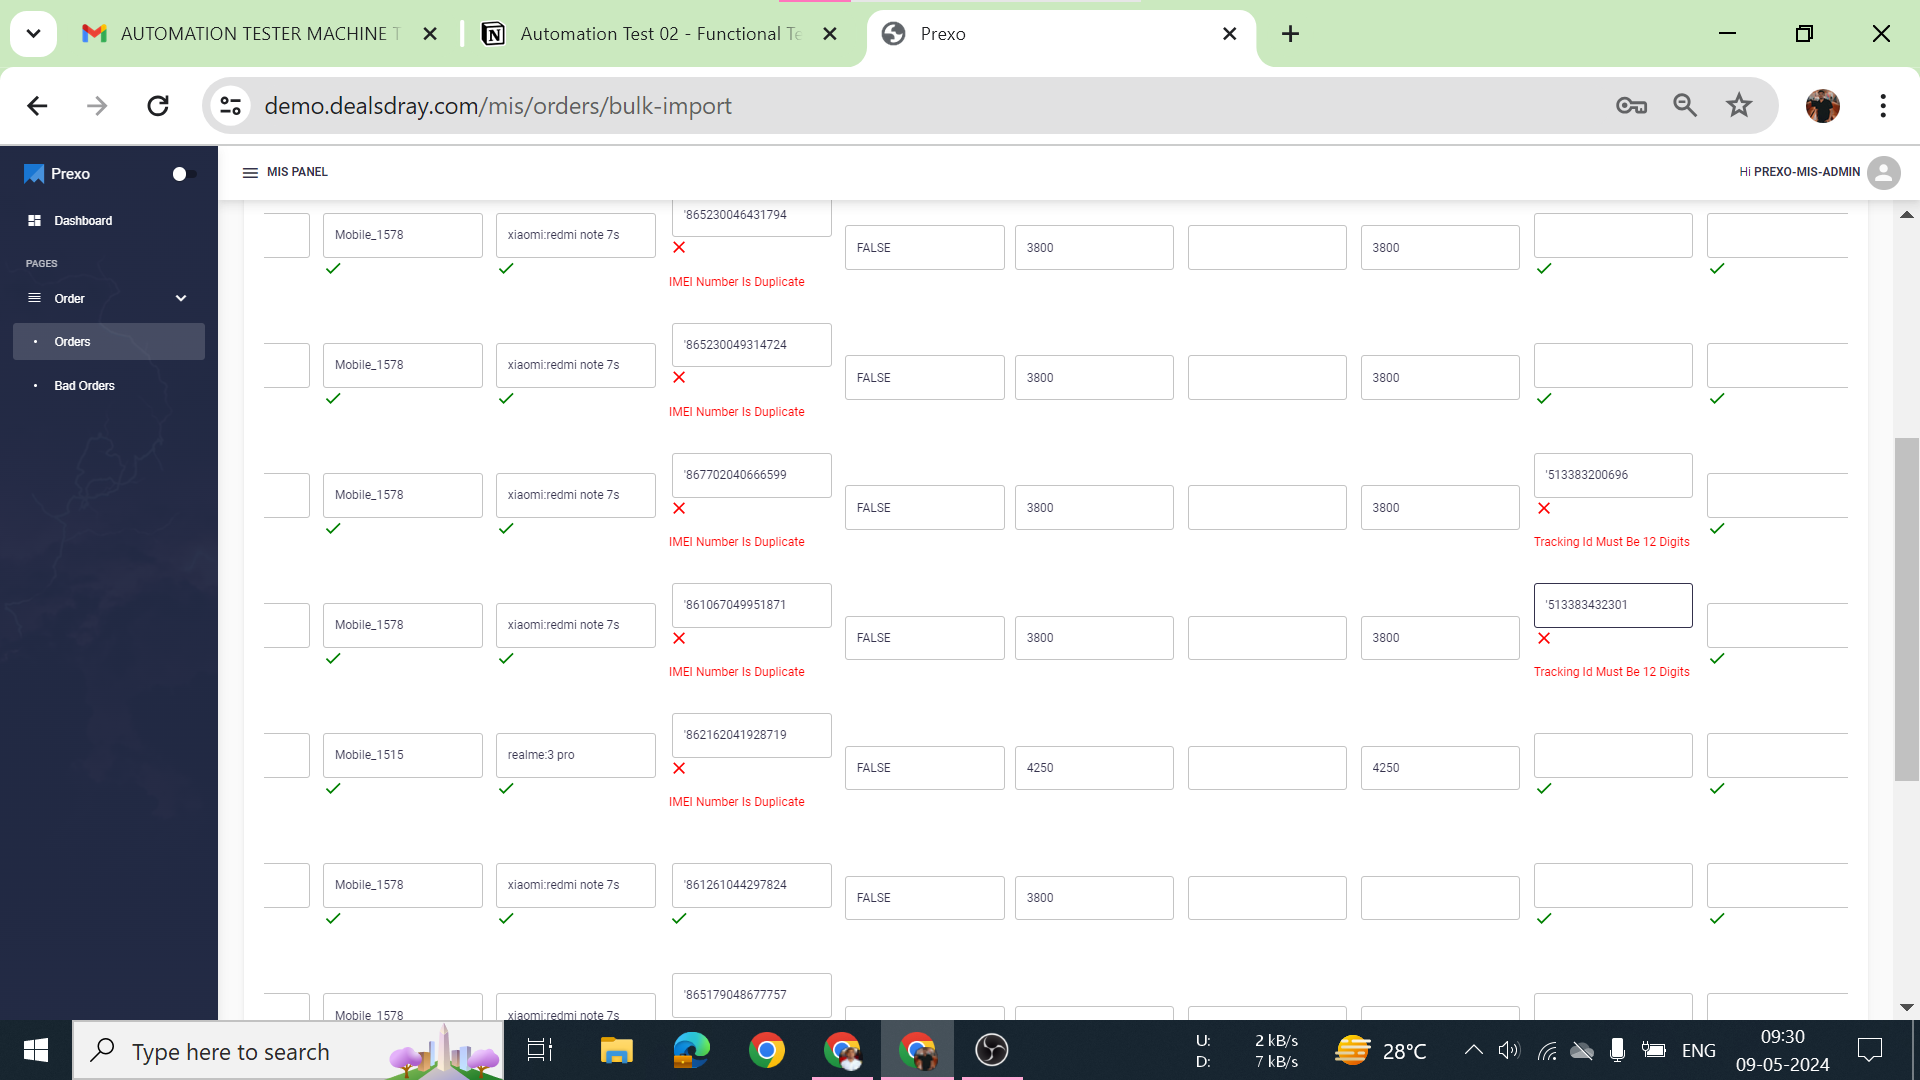 AUTOMATION TESTER MACHINE T
Automation Test 02 - Functional Te
Prexo
demo.dealsdray.com/mis/orders/bulk-import
Prexo
MIS PANEL
Hi PREXO-MIS-ADMIN
Dashboard
PAGES
Order
Orders
Bad Orders
Mobile_1578
xiaomi:redmi note 7s
'865230046431794
FALSE
3800
3800
IMEI Number Is Duplicate
Mobile_1578
xiaomi:redmi note 7s
'865230049314724
FALSE
3800
3800
IMEI Number Is Duplicate
Mobile_1578
xiaomi:redmi note 7s
'867702040666599
FALSE
3800
3800
'513383200696
IMEI Number Is Duplicate
Tracking Id Must Be 12 Digits
Mobile_1578
xiaomi:redmi note 7s
'861067049951871
FALSE
3800
3800
'513383432301
IMEI Number Is Duplicate
Tracking Id Must Be 12 Digits
Mobile_1515
realme:3 pro
'862162041928719
FALSE
4250
4250
IMEI Number Is Duplicate
Mobile_1578
xiaomi:redmi note 7s
'861261044297824
FALSE
3800
Mobile_1578
xiaomi:redmi note 7s
'865179048677757
Type here to search
U: 2 kB/s
D: 7 kB/s
28°C
ENG
09:30
09-05-2024